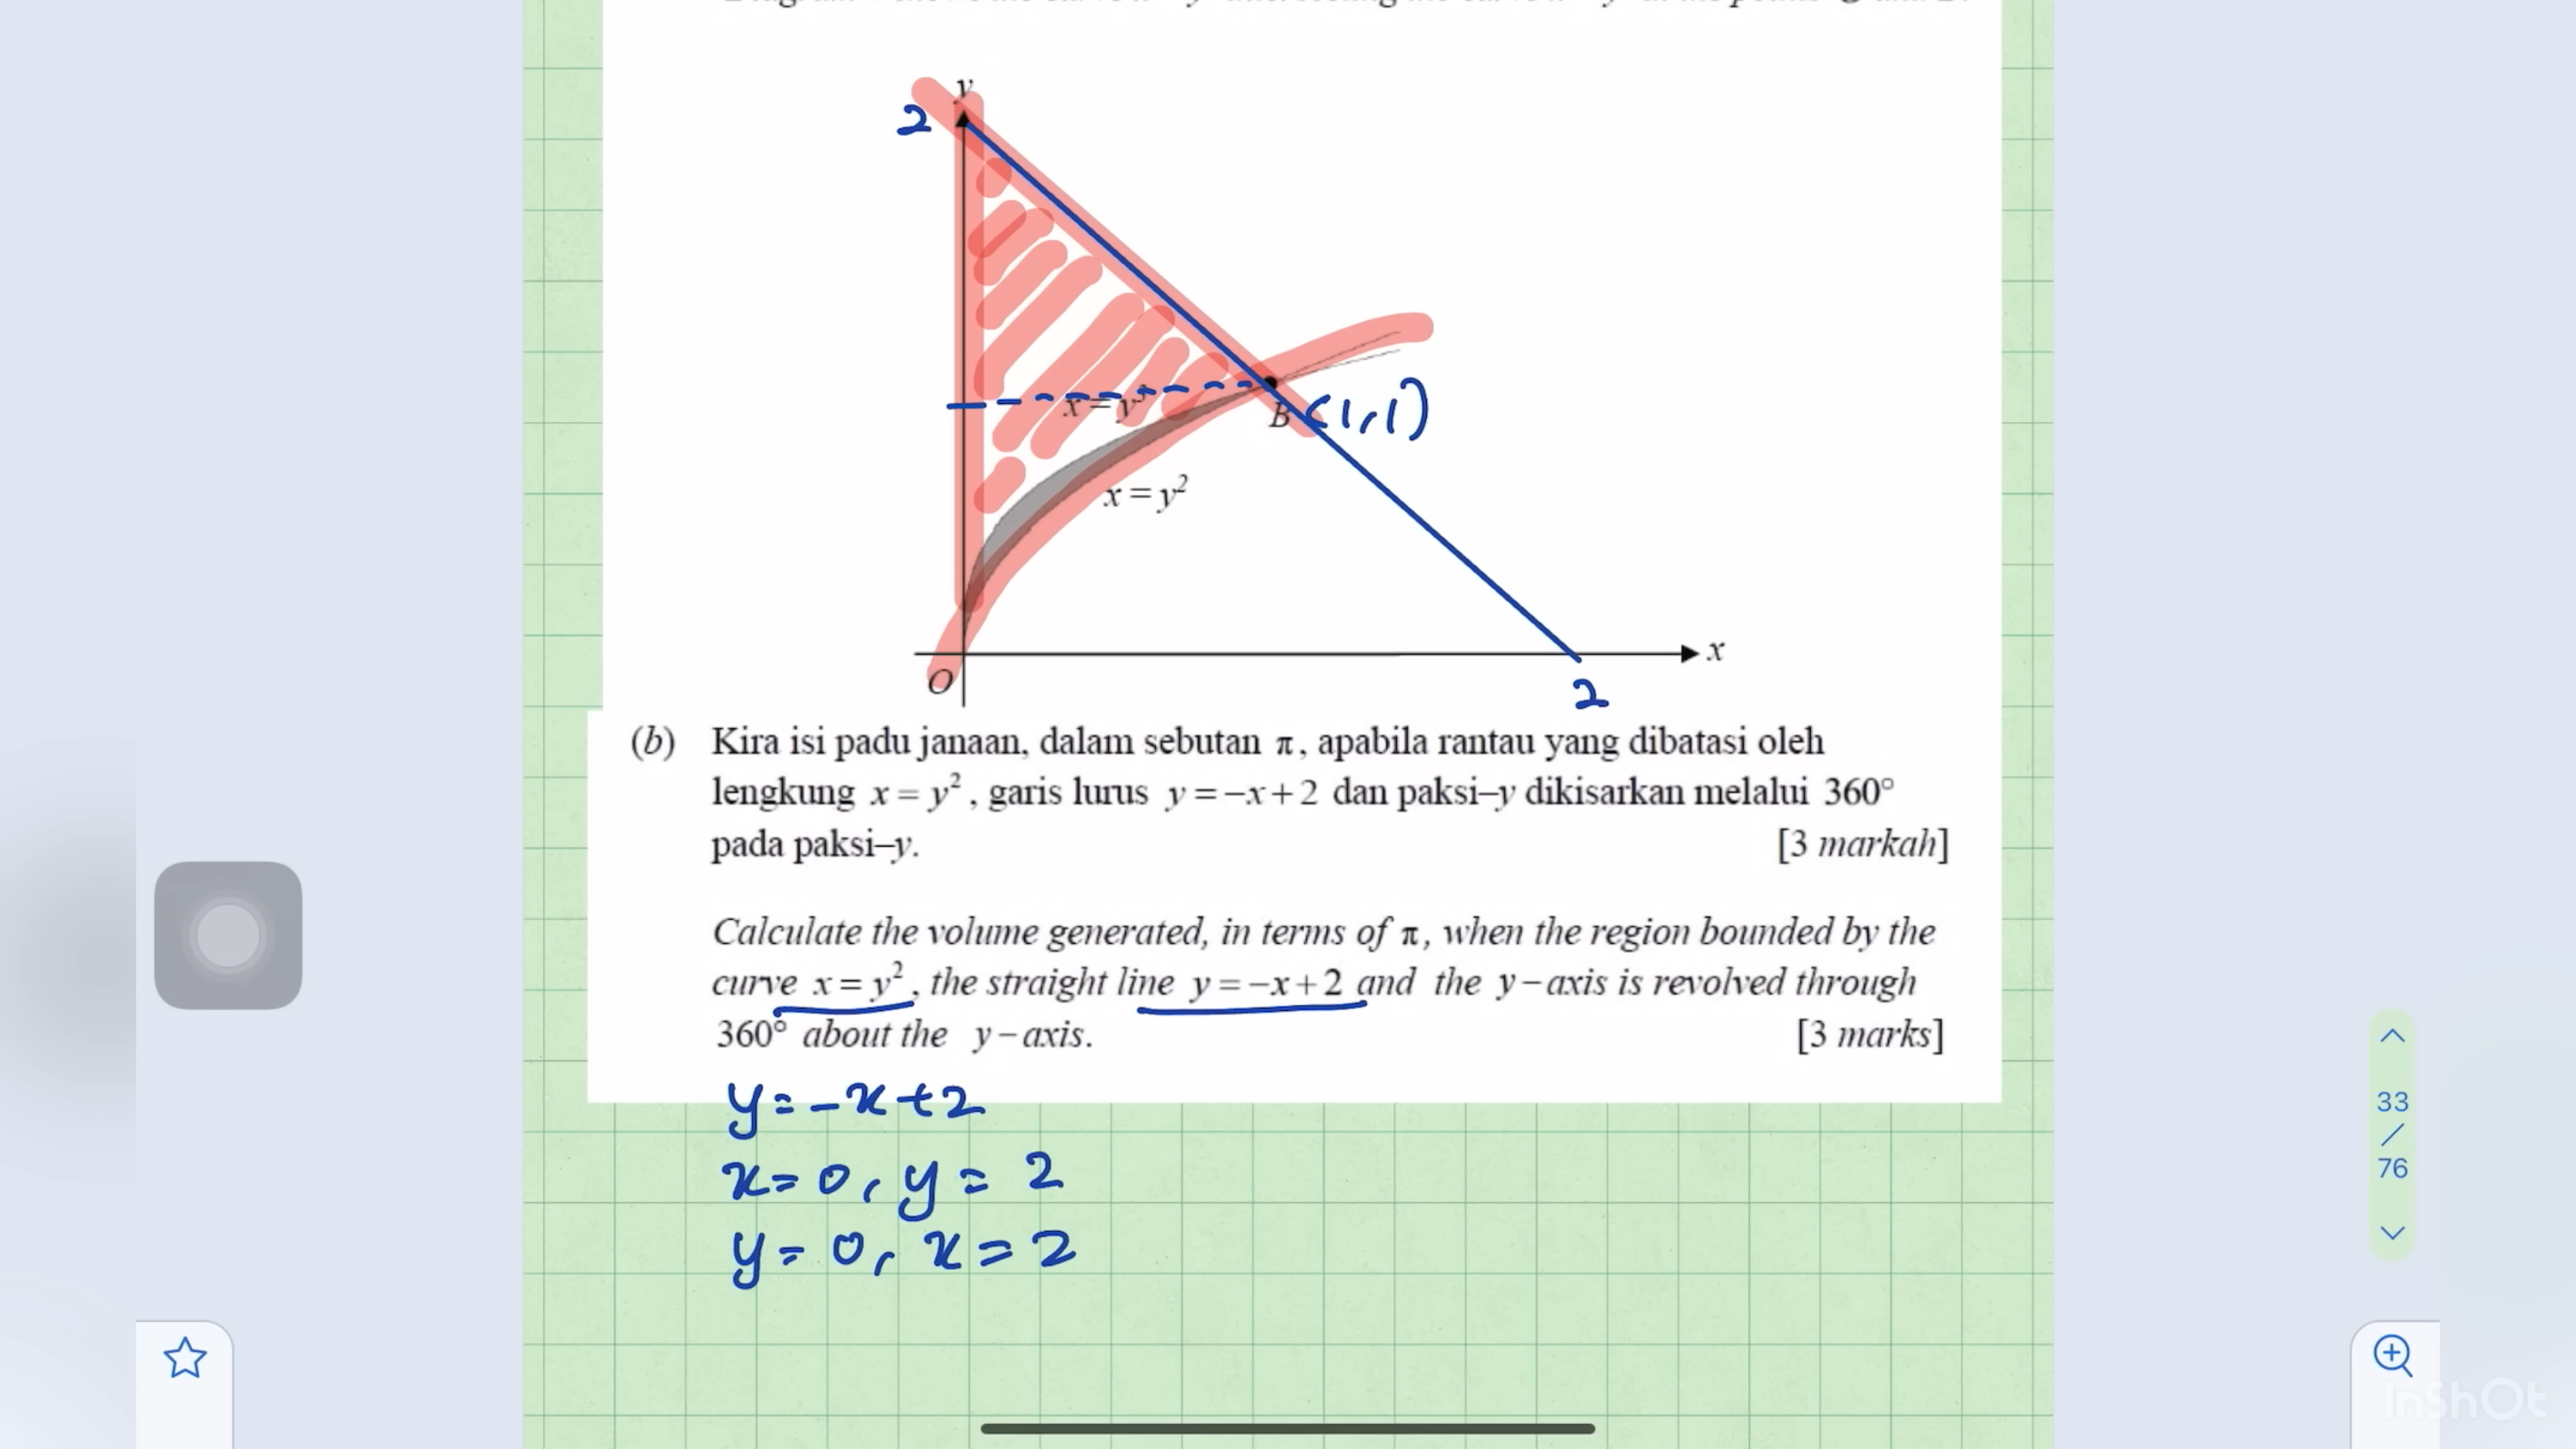 y
2
x = y³
B (1,1)
x = y²
x
O
2
(b) Kira isi padu janaan, dalam sebutan π, apabila rantau yang dibatasi oleh
lengkung x = y², garis lurus y = −x + 2 dan paksi–y dikisarkan melalui 360°
pada paksi–y. [3 markah]
Calculate the volume generated, in terms of π, when the region bounded by the
curve x = y², the straight line y = −x + 2 and the y − axis is revolved through
360° about the y − axis. [3 marks]
y = -x + 2
x = 0, y = 2
y = 0, x = 2
33
/
76
InShOt